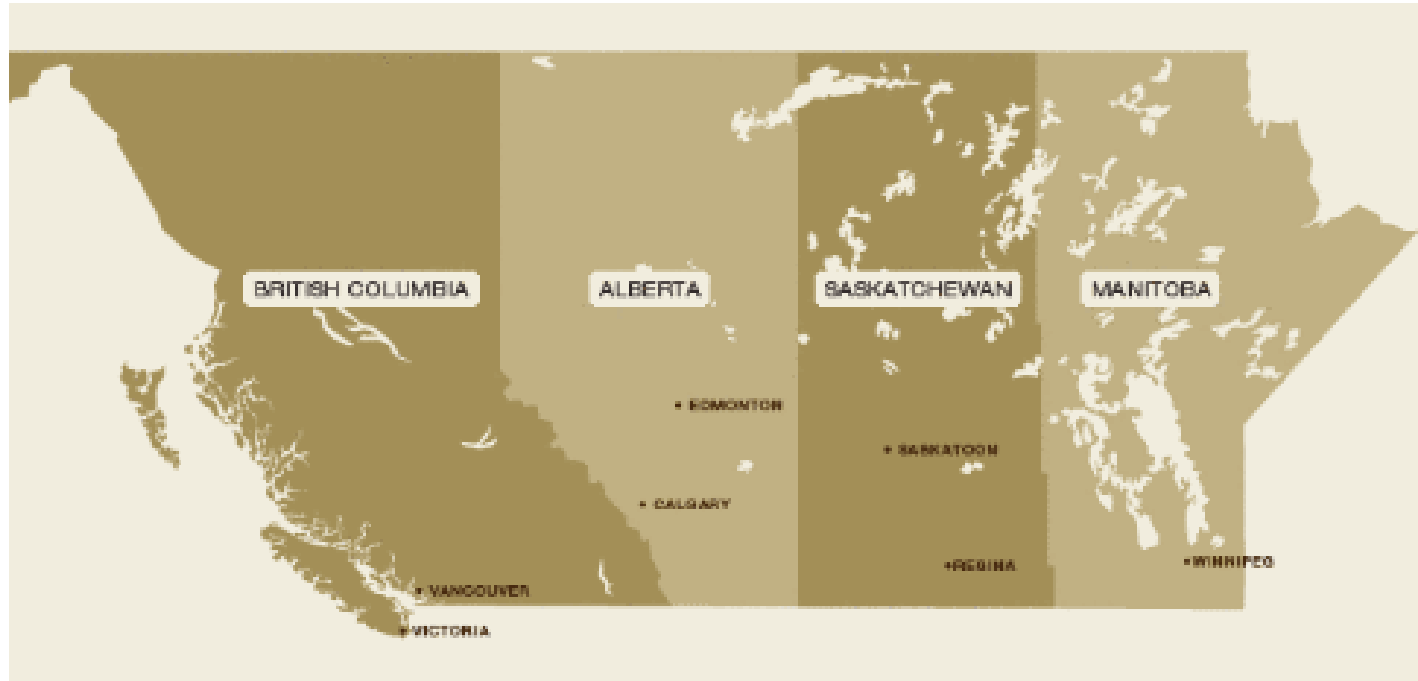 BRITISH COLUMBIA
ALBERTA
SASKATCHEWAN
MANITOBA
EDMONTON
SASKATOON
CALGARY
WINNIPEG
REGINA
VANCOUVER
VICTORIA